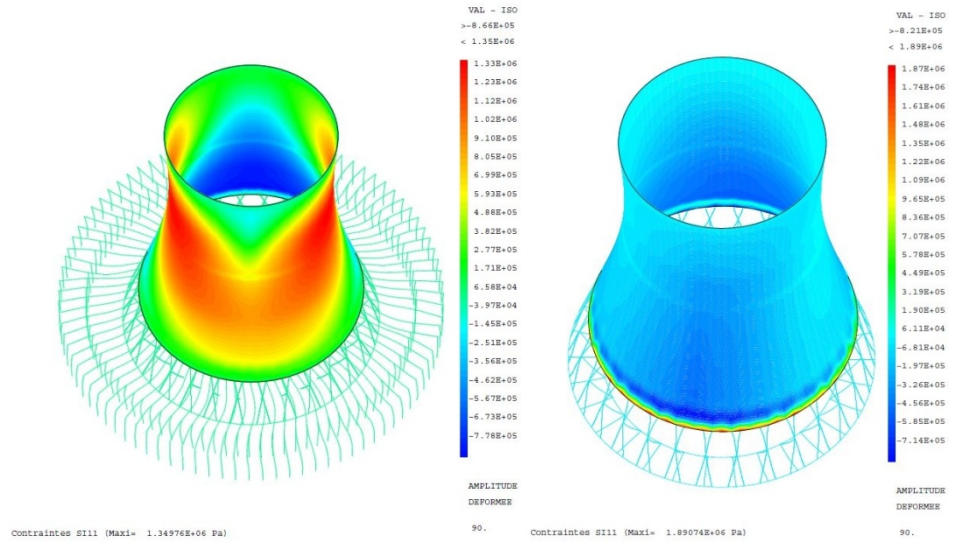 VAL - ISO
>-8.66E+05
< 1.35E+06
1.33E+06
1.23E+06
1.12E+06
1.02E+06
9.10E+05
8.05E+05
6.99E+05
5.93E+05
4.88E+05
3.82E+05
2.77E+05
1.71E+05
6.58E+04
-3.97E+04
-1.45E+05
-2.51E+05
-3.56E+05
-4.62E+05
-5.67E+05
-6.73E+05
-7.78E+05
AMPLITUDE
DEFORMEE
90.
Contraintes SI11 (Maxi= 1.34976E+06 Pa)
VAL - ISO
>-8.21E+05
< 1.89E+06
1.87E+06
1.74E+06
1.61E+06
1.48E+06
1.35E+06
1.22E+06
1.09E+06
9.65E+05
8.36E+05
7.07E+05
5.78E+05
4.49E+05
3.19E+05
1.90E+05
6.11E+04
-6.81E+04
-1.97E+05
-3.26E+05
-4.56E+05
-5.85E+05
-7.14E+05
AMPLITUDE
DEFORMEE
90.
Contraintes SI11 (Maxi= 1.89074E+06 Pa)